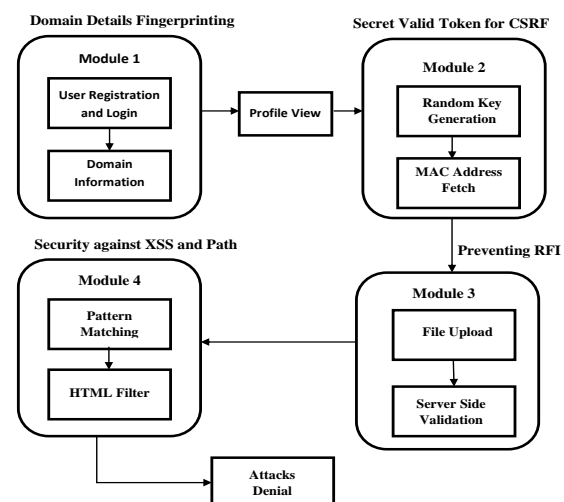 Domain Details Fingerprinting
Module 1
User Registration
and Login
Domain
Information
Profile View
Secret Valid Token for CSRF
Module 2
Random Key
Generation
MAC Address
Fetch
Preventing RFI
Module 3
File Upload
Server Side
Validation
Security against XSS and Path
Module 4
Pattern
Matching
HTML Filter
Attacks
Denial